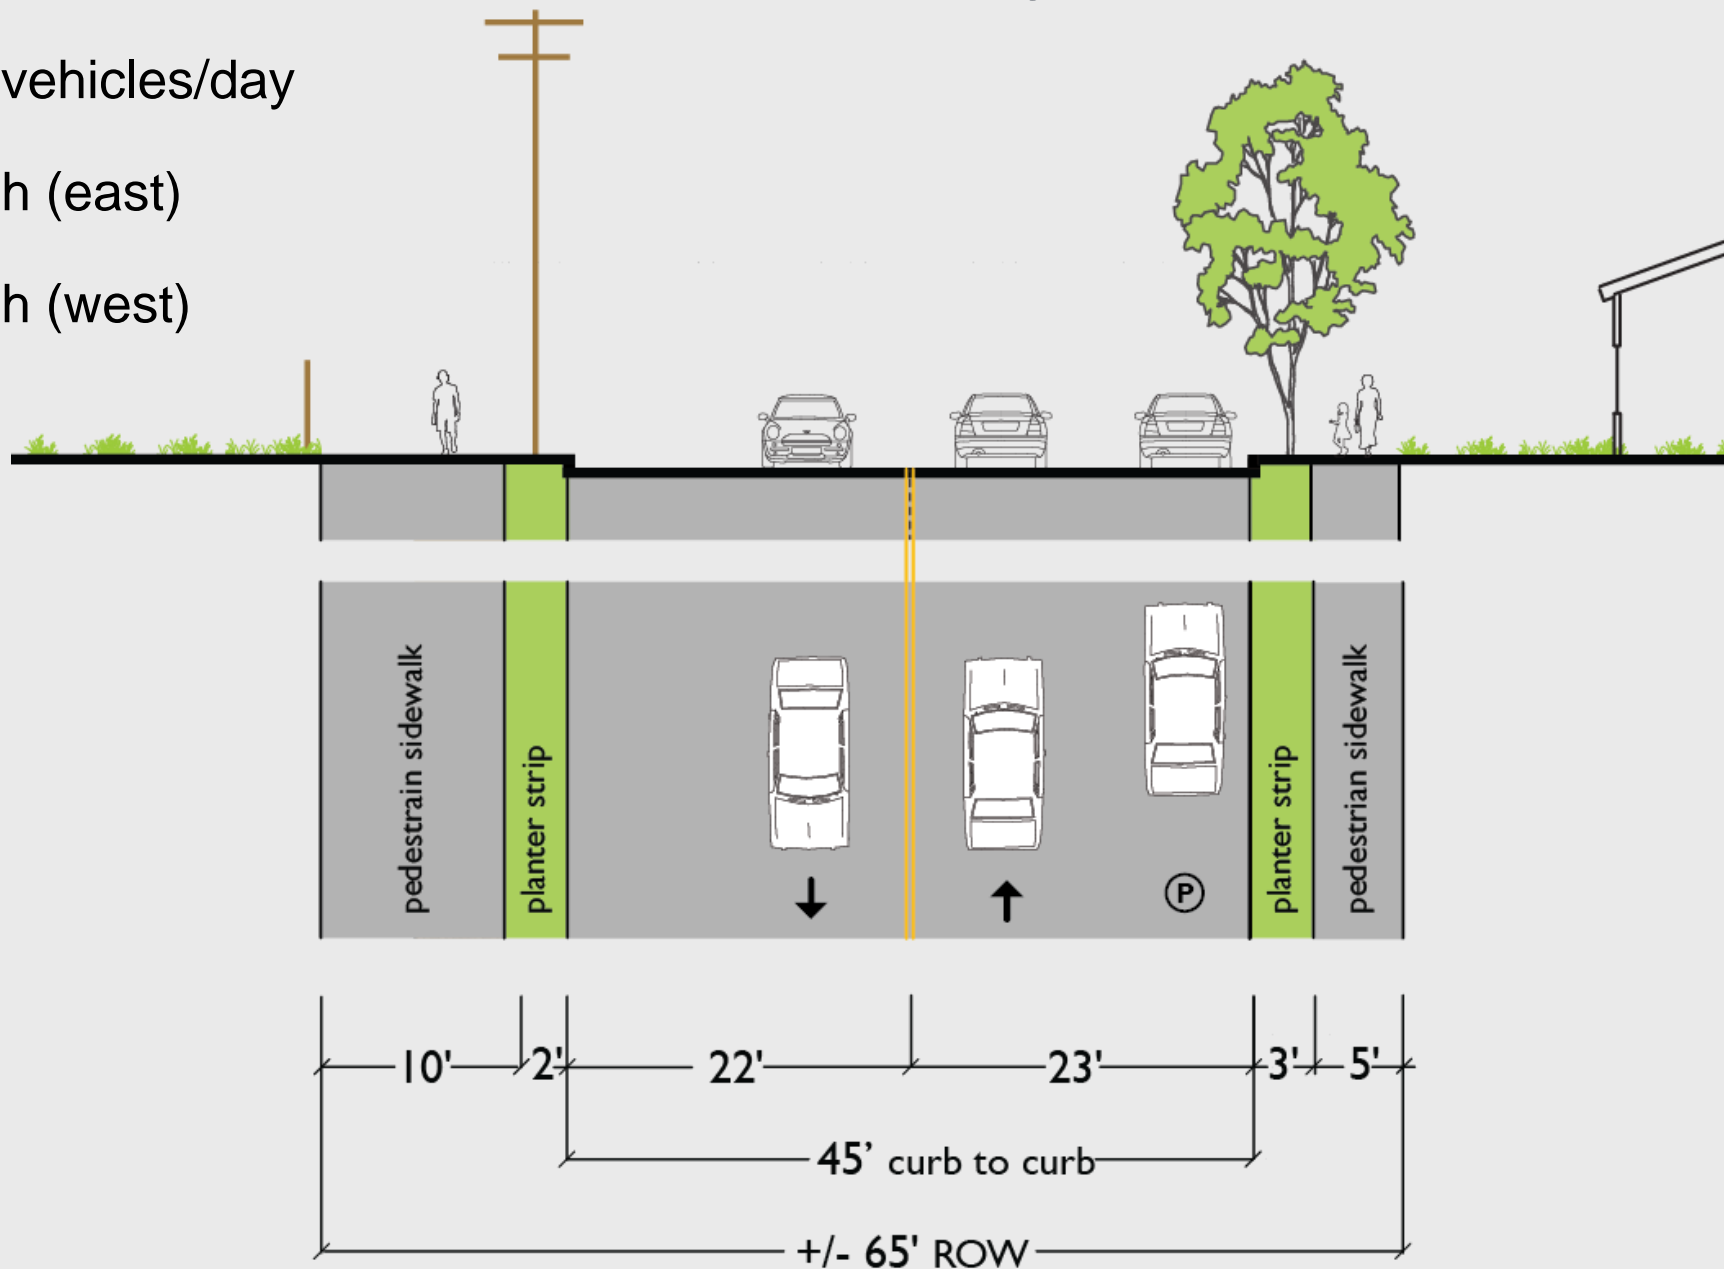 vehicles/day
h (east)
h (west)
pedestrain sidewalk
planter strip
P
planter strip
pedestrian sidewalk
10' 2' 22' 23' 3' 5'
45’ curb to curb
+/- 65' ROW